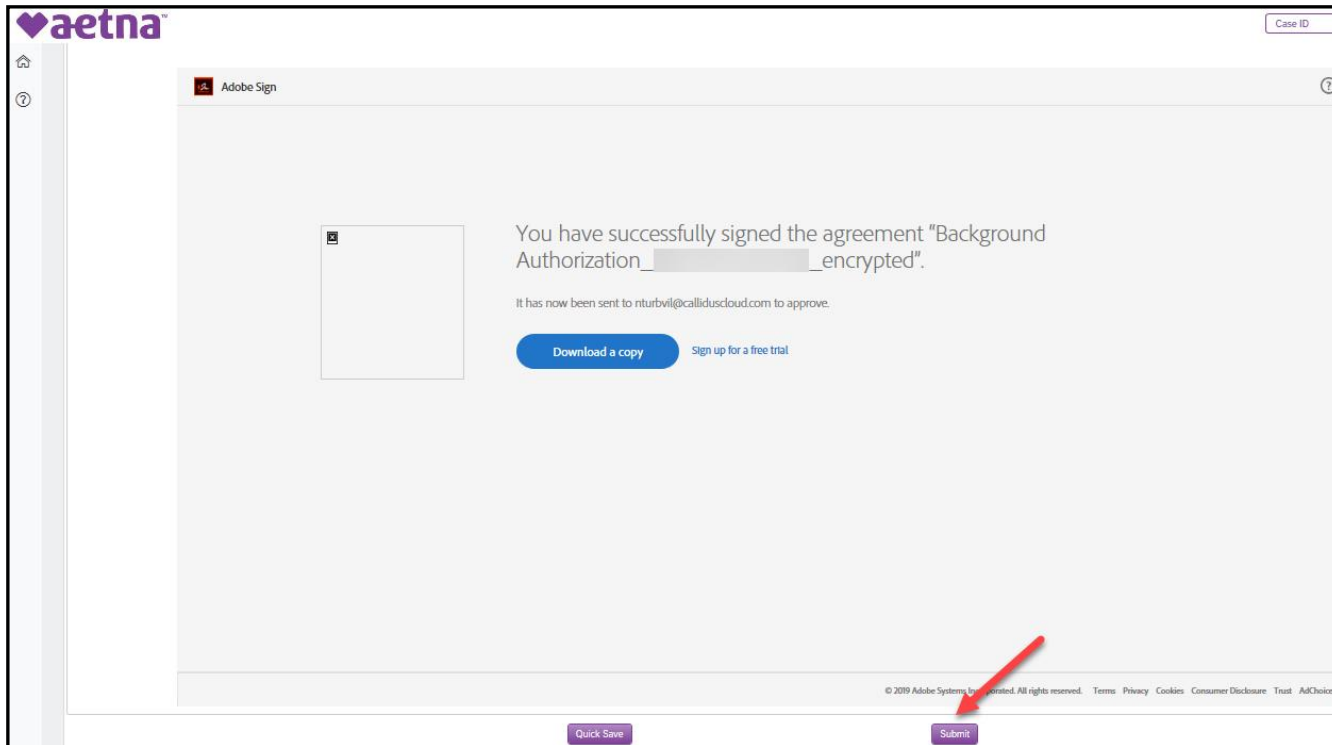 aetna™
Case ID
Adobe Sign
You have successfully signed the agreement "Background
Authorization_ _encrypted".
It has now been sent to nturbvil@calliduscloud.com to approve.
Download a copy Sign up for a free trial
© 2019 Adobe Systems Incorporated. All rights reserved. Terms Privacy Cookies Consumer Disclosure Trust AdChoice
Quick Save Submit